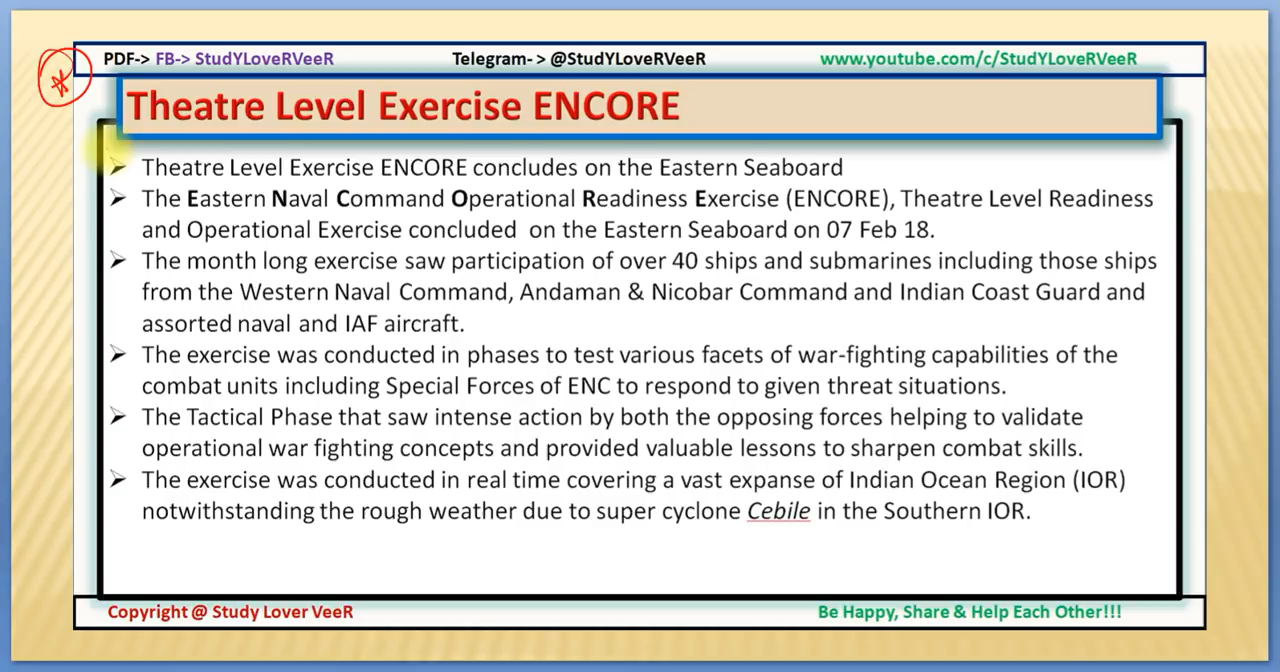 PDF-> FB-> StudYLoveRVeeR Telegram- > @StudYLoveRVeeR www.youtube.com/c/StudYLoveRVeeR
Theatre Level Exercise ENCORE
➢ Theatre Level Exercise ENCORE concludes on the Eastern Seaboard
➢ The Eastern Naval Command Operational Readiness Exercise (ENCORE), Theatre Level Readiness
and Operational Exercise concluded on the Eastern Seaboard on 07 Feb 18.
➢ The month long exercise saw participation of over 40 ships and submarines including those ships
from the Western Naval Command, Andaman & Nicobar Command and Indian Coast Guard and
assorted naval and IAF aircraft.
➢ The exercise was conducted in phases to test various facets of war-fighting capabilities of the
combat units including Special Forces of ENC to respond to given threat situations.
➢ The Tactical Phase that saw intense action by both the opposing forces helping to validate
operational war fighting concepts and provided valuable lessons to sharpen combat skills.
➢ The exercise was conducted in real time covering a vast expanse of Indian Ocean Region (IOR)
notwithstanding the rough weather due to super cyclone Cebile in the Southern IOR.
Copyright @ Study Lover VeeR Be Happy, Share & Help Each Other!!!